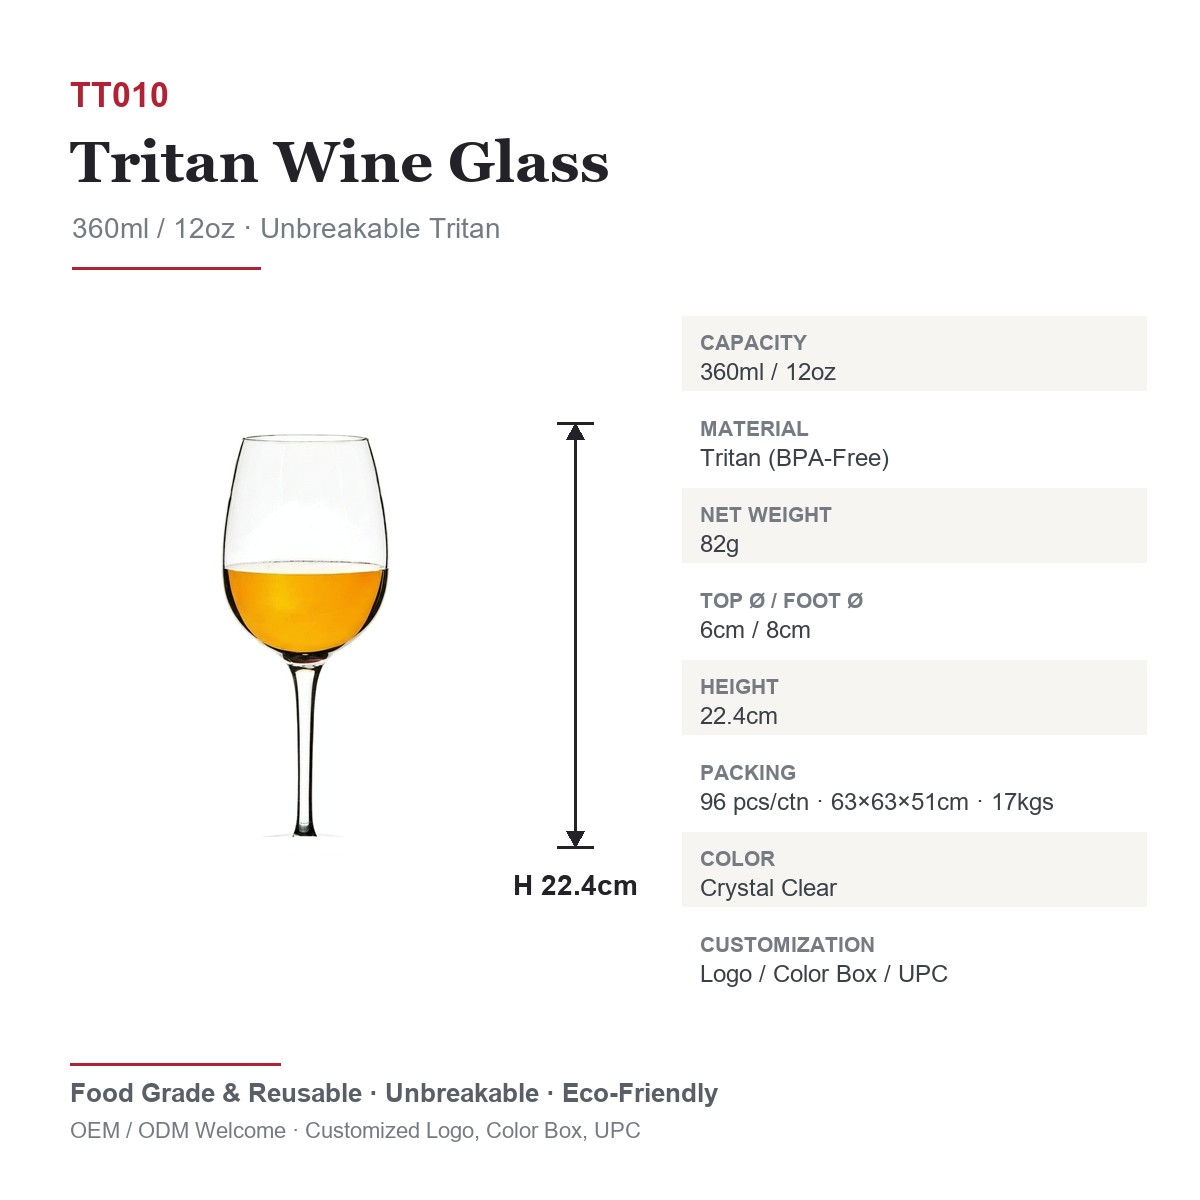 TT010
Tritan Wine Glass
360ml / 12oz · Unbreakable Tritan
CAPACITY
360ml / 12oz
MATERIAL
Tritan (BPA-Free)
NET WEIGHT
82g
TOP Ø / FOOT Ø
6cm / 8cm
HEIGHT
22.4cm
PACKING
96 pcs/ctn · 63×63×51cm · 17kgs
COLOR
Crystal Clear
CUSTOMIZATION
Logo / Color Box / UPC
H 22.4cm
Food Grade & Reusable · Unbreakable · Eco-Friendly
OEM / ODM Welcome · Customized Logo, Color Box, UPC